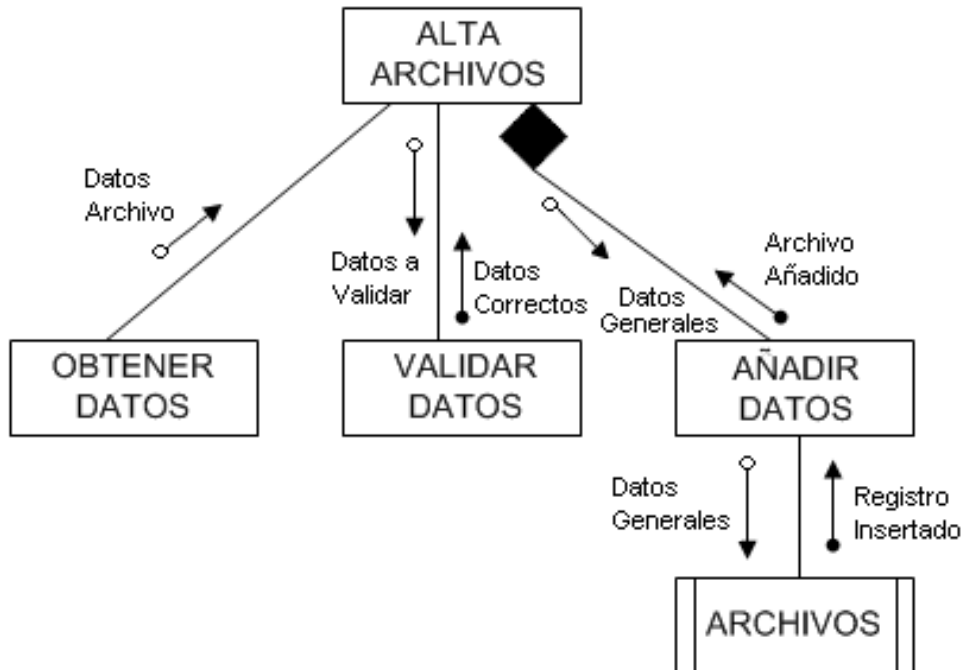 ALTA
ARCHIVOS
Datos
Archivo
Datos a
Validar
Datos
Correctos
Datos
Generales
Archivo
Añadido
OBTENER
DATOS
VALIDAR
DATOS
AÑADIR
DATOS
Datos
Generales
Registro
Insertado
ARCHIVOS